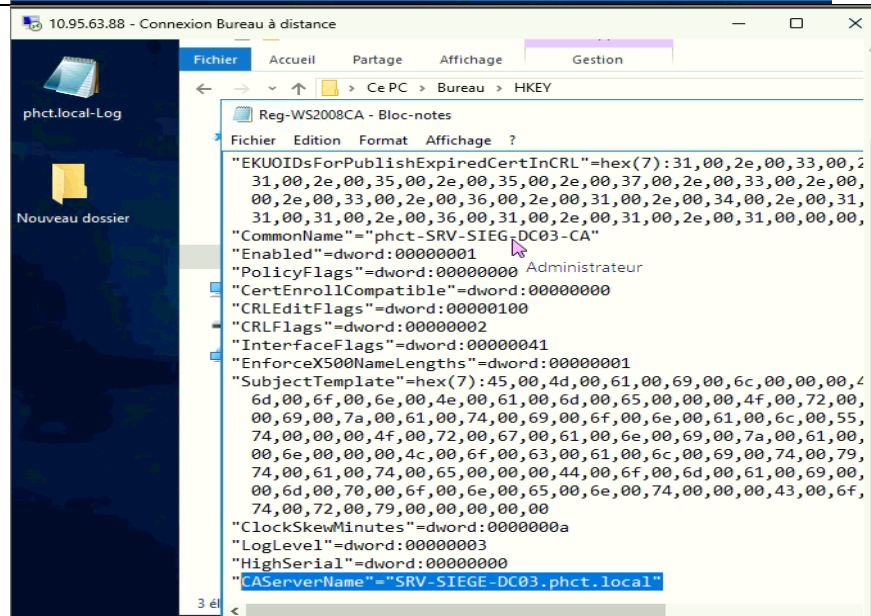 10.95.63.88 - Connexion Bureau à distance
Fichier Accueil Partage Affichage Gestion
Ce PC > Bureau > HKEY
phct.local-Log
Nouveau dossier
Reg-WS2008CA - Bloc-notes
Fichier Edition Format Affichage ?
"EKUOIDsForPublishExpiredCertInCRL"=hex(7):31,00,2e,00,33,00,2
31,00,2e,00,35,00,2e,00,35,00,2e,00,37,00,2e,00,33,00,2e,00,
00,2e,00,33,00,2e,00,36,00,2e,00,31,00,2e,00,34,00,2e,00,31,
31,00,31,00,2e,00,36,00,31,00,2e,00,31,00,2e,00,31,00,00,00,
"CommonName"="phct-SRV-SIEG-DC03-CA"
"Enabled"=dword:00000001
"PolicyFlags"=dword:00000000
Administrateur
"CertEnrollCompatible"=dword:00000000
"CRLEditFlags"=dword:00000100
"CRLFlags"=dword:00000002
"InterfaceFlags"=dword:00000041
"EnforceX500NameLengths"=dword:00000001
"SubjectTemplate"=hex(7):45,00,4d,00,61,00,69,00,6c,00,00,00,4
6d,00,6f,00,6e,00,4e,00,61,00,6d,00,65,00,00,00,4f,00,72,00,
00,69,00,7a,00,61,00,74,00,69,00,6f,00,6e,00,61,00,6c,00,55,
74,00,00,00,4f,00,72,00,67,00,61,00,6e,00,69,00,7a,00,61,00,
00,6e,00,00,00,4c,00,6f,00,63,00,61,00,6c,00,69,00,74,00,79,
74,00,61,00,74,00,65,00,00,00,44,00,6f,00,6d,00,61,00,69,00,
00,6d,00,70,00,6f,00,6e,00,65,00,6e,00,74,00,00,00,43,00,6f,
74,00,72,00,79,00,00,00,00,00
"ClockSkewMinutes"=dword:0000000a
"LogLevel"=dword:00000003
"HighSerial"=dword:00000000
"CAServerName"="SRV-SIEGE-DC03.phct.local"
3 él